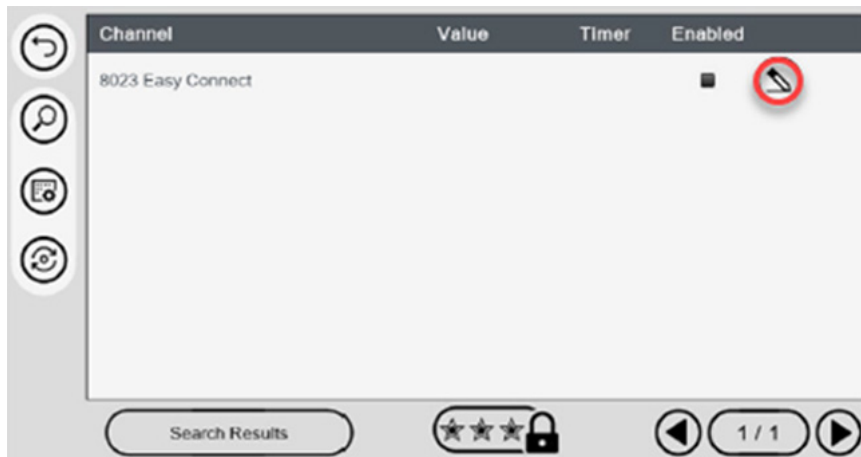 Channel Value Timer Enabled
8023 Easy Connect
Search Results
1 / 1